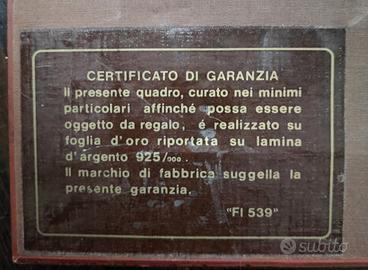 CERTIFICATO DI GARANZIA
Il presente quadro, curato nei minimi
particolari affinché possa essere
oggetto da regalo, é realizzato su
foglia d'oro riportata su lamina
d'argento 925/000.
Il marchio di fabbrica suggella la
presente garanzia.
"FI 539"
subito